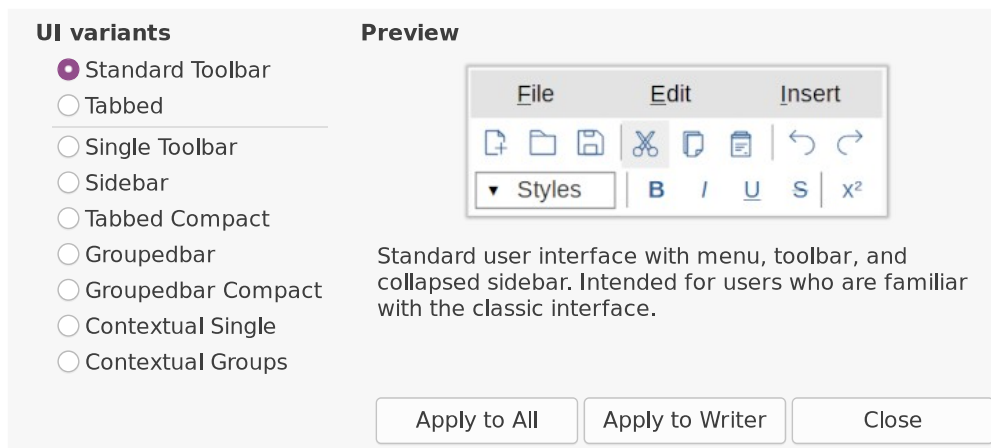 UI variants
Standard Toolbar
Tabbed
Single Toolbar
Sidebar
Tabbed Compact
Groupedbar
Groupedbar Compact
Contextual Single
Contextual Groups
Preview
File Edit Insert
Styles B I U S x²
Standard user interface with menu, toolbar, and
collapsed sidebar. Intended for users who are familiar
with the classic interface.
Apply to All Apply to Writer Close